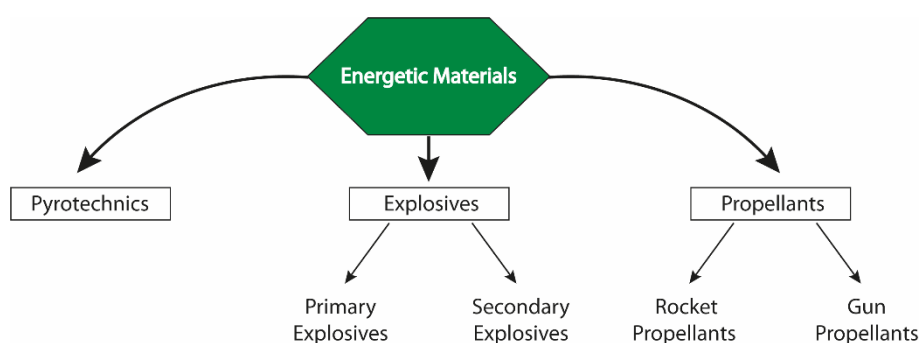 Energetic Materials
Pyrotechnics
Explosives
Propellants
Primary
Explosives
Secondary
Explosives
Rocket
Propellants
Gun
Propellants